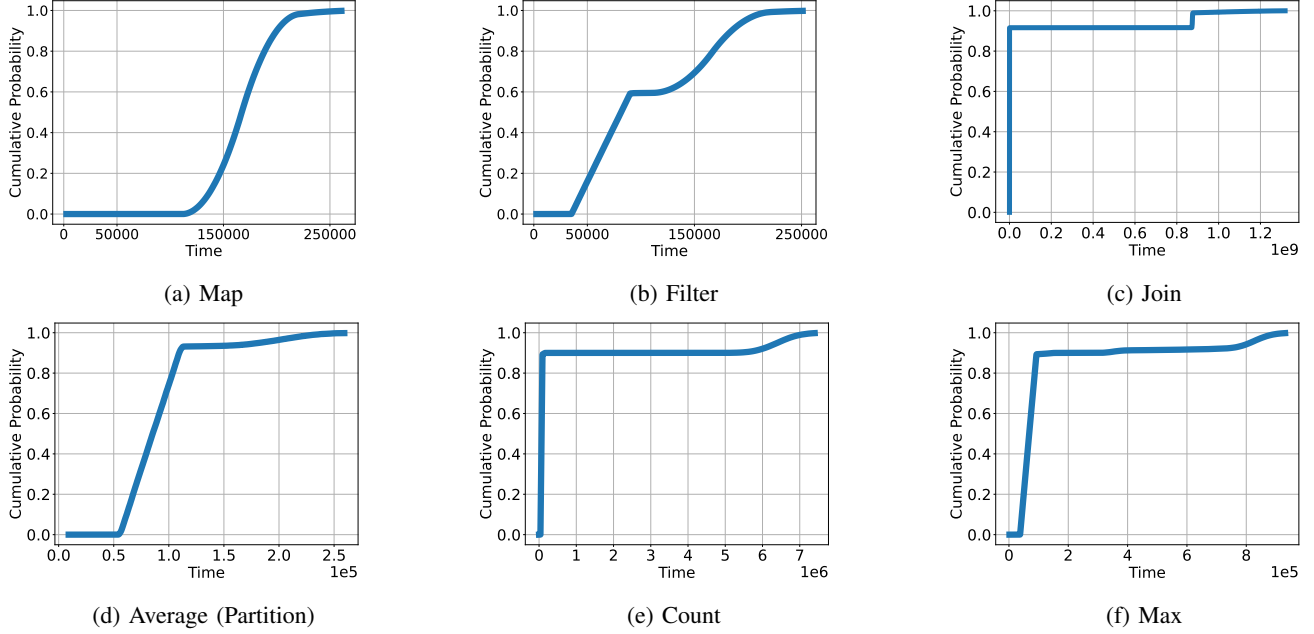 1.0
0.8
0.6
0.4
0.2
0.0
Cumulative Probability
0 50000 150000 250000
Time
(a) Map
1.0
0.8
0.6
0.4
0.2
0.0
Cumulative Probability
0 50000 150000 250000
Time
(b) Filter
1.0
0.8
0.6
0.4
0.2
0.0
Cumulative Probability
0.0 0.2 0.4 0.6 0.8 1.0 1.2
Time
1e9
(c) Join
1.0
0.8
0.6
0.4
0.2
0.0
Cumulative Probability
0.0 0.5 1.0 1.5 2.0 2.5
Time
1e5
(d) Average (Partition)
1.0
0.8
0.6
0.4
0.2
0.0
Cumulative Probability
0 1 2 3 4 5 6 7
Time
1e6
(e) Count
1.0
0.8
0.6
0.4
0.2
0.0
Cumulative Probability
0 2 4 6 8
Time
1e5
(f) Max